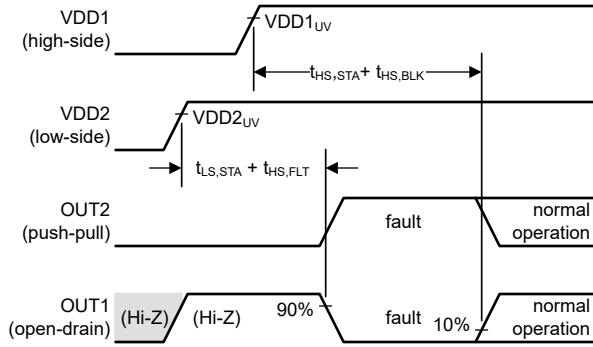 VDD1
(high-side)
VDD1UV
tHS,STA+ tHS,BLK
VDD2
(low-side)
VDD2UV
tLS,STA + tHS,FLT
OUT2
(push-pull)
fault
normal
operation
OUT1
(open-drain)
(Hi-Z)
(Hi-Z)
90%
fault
10%
normal
operation